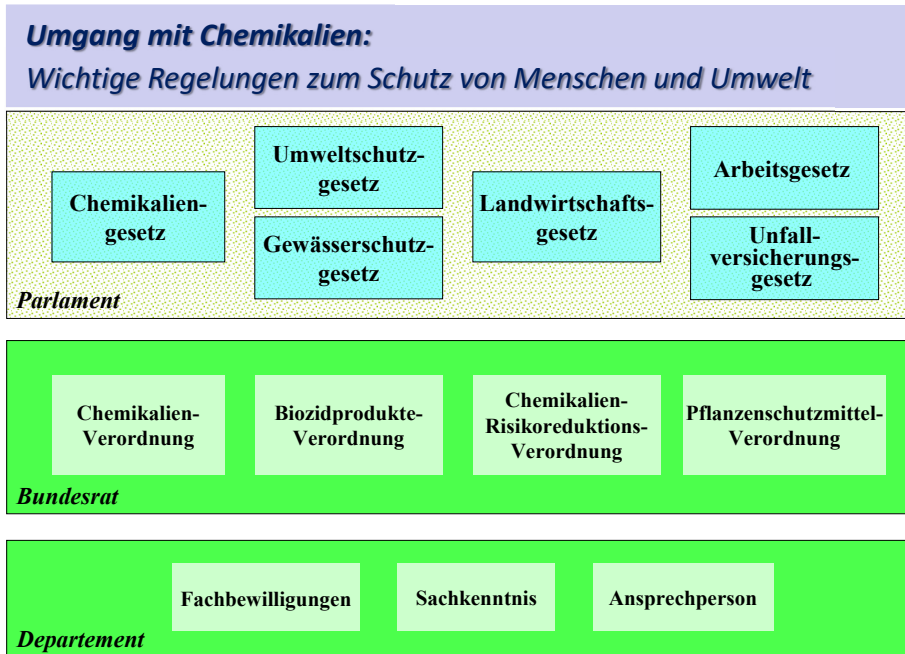 Umgang mit Chemikalien:
Wichtige Regelungen zum Schutz von Menschen und Umwelt
Chemikalien-
gesetz
Umweltschutz-
gesetz
Gewässerschutz-
gesetz
Landwirtschafts-
gesetz
Arbeitsgesetz
Unfall-
versicherungs-
gesetz
Parlament
Chemikalien-
Verordnung
Biozidprodukte-
Verordnung
Chemikalien-
Risikoreduktions-
Verordnung
Pflanzenschutzmittel-
Verordnung
Bundesrat
Fachbewilligungen
Sachkenntnis
Ansprechperson
Departement